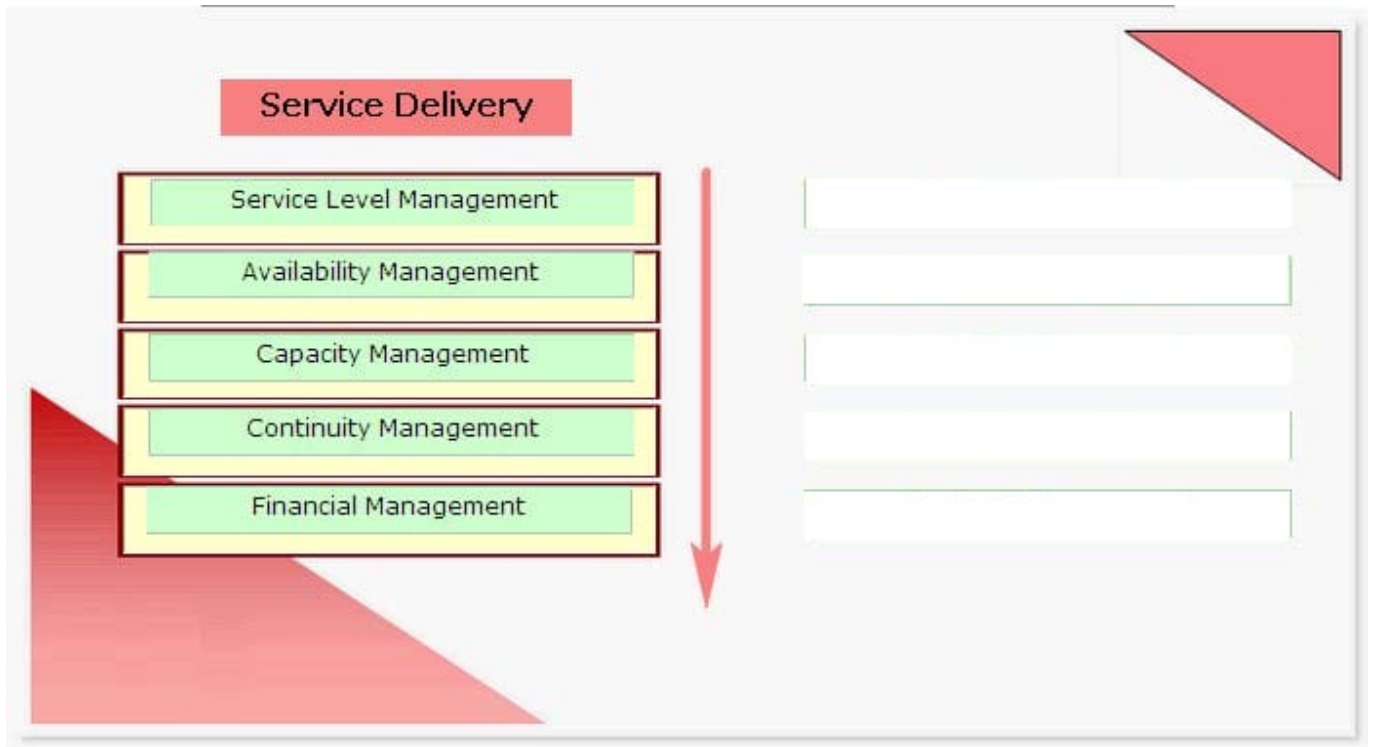 Service Delivery
Service Level Management
Availability Management
Capacity Management
Continuity Management
Financial Management